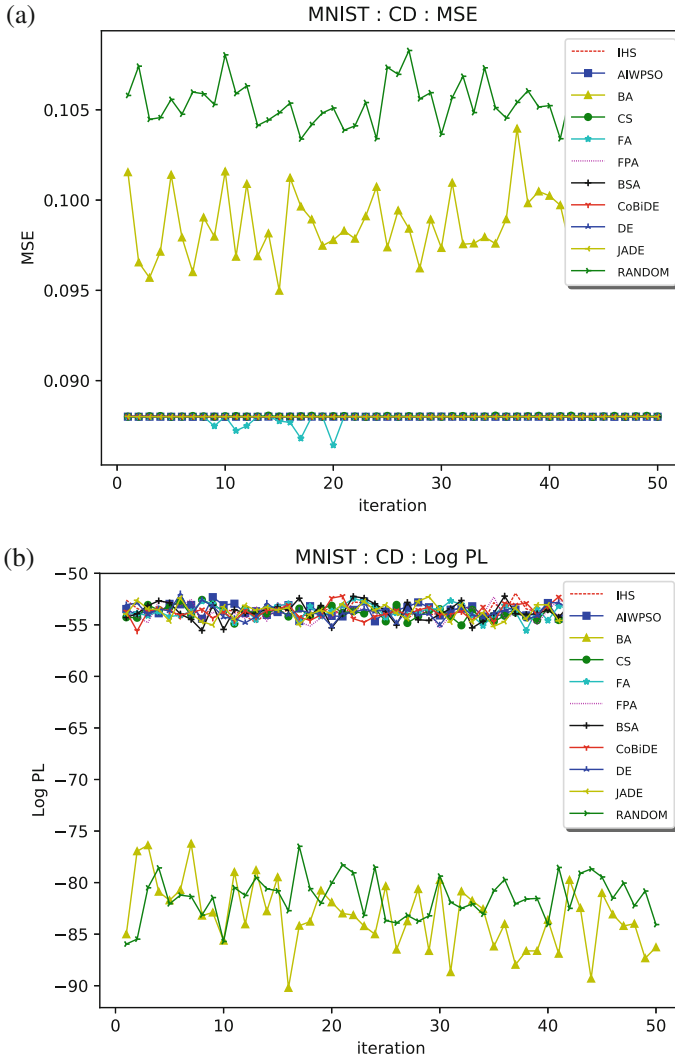 (a)
MNIST : CD : MSE
0.105
0.100
0.095
0.090
MSE
0
10
20
30
40
50
iteration
IHS
AIWPSO
BA
CS
FA
FPA
BSA
CoBiDE
DE
JADE
RANDOM
(b)
MNIST : CD : Log PL
−50
−55
−60
−65
−70
−75
−80
−85
−90
Log PL
0
10
20
30
40
50
iteration
IHS
AIWPSO
BA
CS
FA
FPA
BSA
CoBiDE
DE
JADE
RANDOM